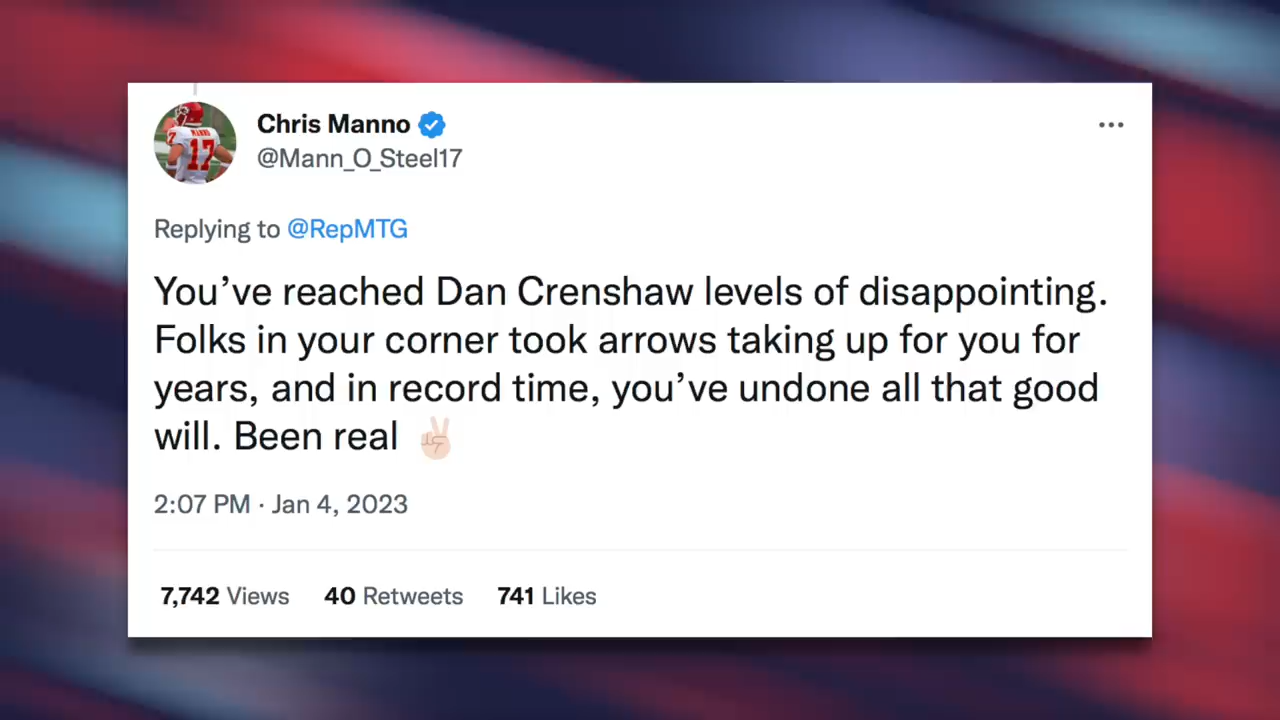 Chris Manno
@Mann_O_Steel17
Replying to @RepMTG
You’ve reached Dan Crenshaw levels of disappointing.
Folks in your corner took arrows taking up for you for
years, and in record time, you’ve undone all that good
will. Been real ✌🏻
2:07 PM · Jan 4, 2023
7,742 Views 40 Retweets 741 Likes
MANNO
17